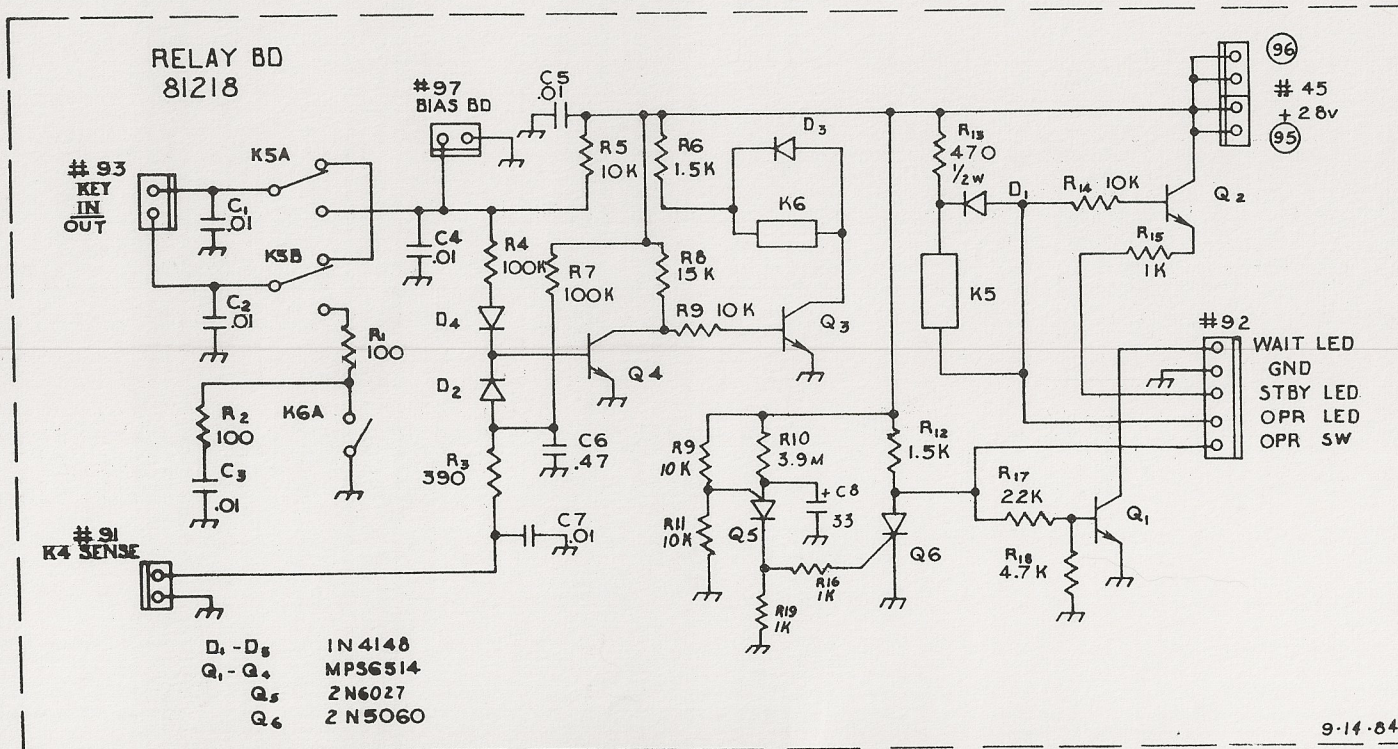 RELAY BD
81218
#97
BIAS BD
C5
.01
96
# 45
+28v
95
#93
KEY
IN
OUT
K5A
C1
.01
K5B
C2
.01
R1
100
R2
100
C3
.01
K6A
#91
K4 SENSE
C4
.01
R4
100K
D4
D2
R3
390
C7
.01
R5
10K
R6
1.5K
D3
K6
R7
100K
R8
15K
R9 10K
Q3
Q4
C6
.47
R13
470
1/2W
D1
R14 10K
Q2
R15
1K
K5
#92
WAIT LED
GND
STBY LED
OPR LED
OPR SW
R9
10K
R10
3.9M
R11
10K
+ C8
33
Q5
R16
1K
R19
1K
R12
1.5K
Q6
R17
22K
R18
4.7K
Q1
D1-D5 1N4148
Q1-Q4 MPS6514
Q5 2N6027
Q6 2N5060
9-14-84